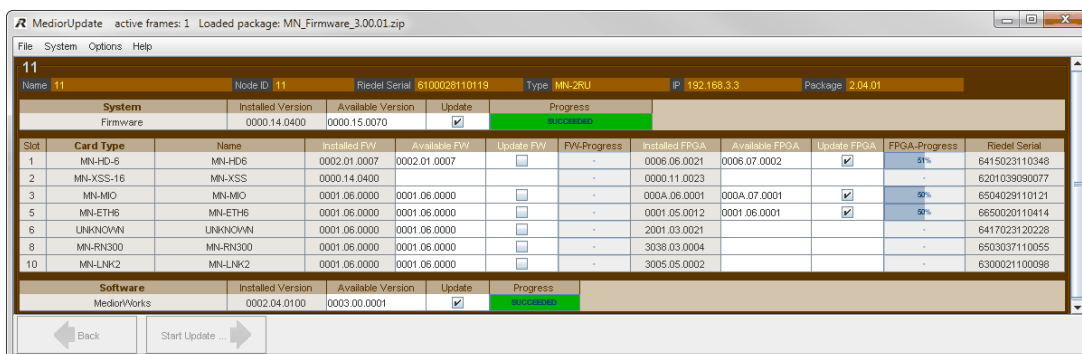 R MediorUpdate active frames: 1 Loaded package: MN_Firmware_3.00.01.zip
File System Options Help
11
Name 11 Node ID 11 Riedel Serial 6100028110119 Type MN-2RU IP 192.168.3.3 Package 2.04.01
System Installed Version Available Version Update Progress
Firmware 0000.14.0400 0000.15.0070 SUCCEEDED
Slot Card Type Name Installed FW Available FW Update FW FW-Progress Installed FPGA Available FPGA Update FPGA FPGA-Progress Riedel Serial
1 MN-HD-6 MN-HD6 0002.01.0007 0002.01.0007 - 0006.06.0021 0006.07.0002 51% 6415023110348
2 MN-XSS-16 MN-XSS 0000.14.0400 - 0000.11.0023 - 6201039090077
3 MN-MIO MN-MIO 0001.06.0000 0001.06.0000 - 000A.06.0001 000A.07.0001 50% 6504029110121
5 MN-ETH6 MN-ETH6 0001.06.0000 0001.06.0000 - 0001.05.0012 0001.06.0001 50% 6650020110414
6 UNKNOWN UNKNOWN 0001.06.0000 0001.06.0000 - 2001.03.0021 - 6417023120228
8 MN-RN300 MN-RN300 0001.06.0000 0001.06.0000 - 3038.03.0004 - 6503037110055
10 MN-LNK2 MN-LNK2 0001.06.0000 0001.06.0000 - 3005.05.0002 - 6300021100098
Software Installed Version Available Version Update Progress
MediorWorks 0002.04.0100 0003.00.0001 SUCCEEDED
Back Start Update ...